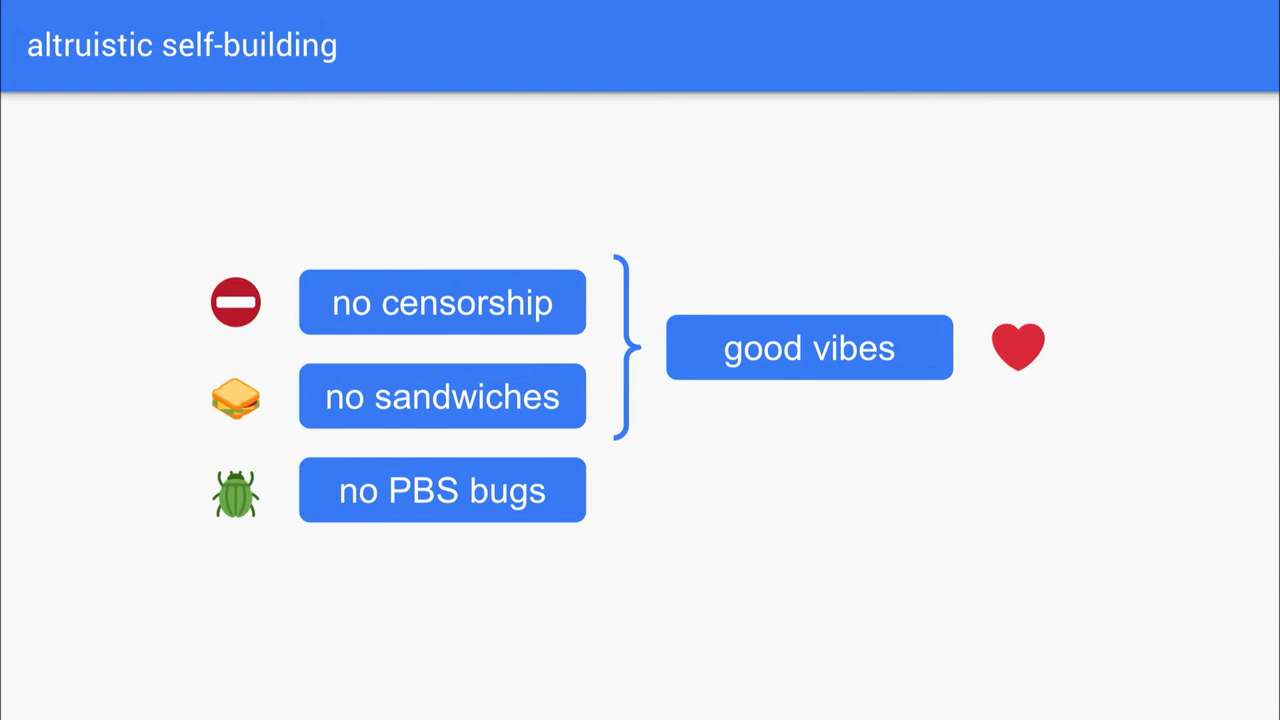 altruistic self-building
no censorship
no sandwiches
no PBS bugs
good vibes